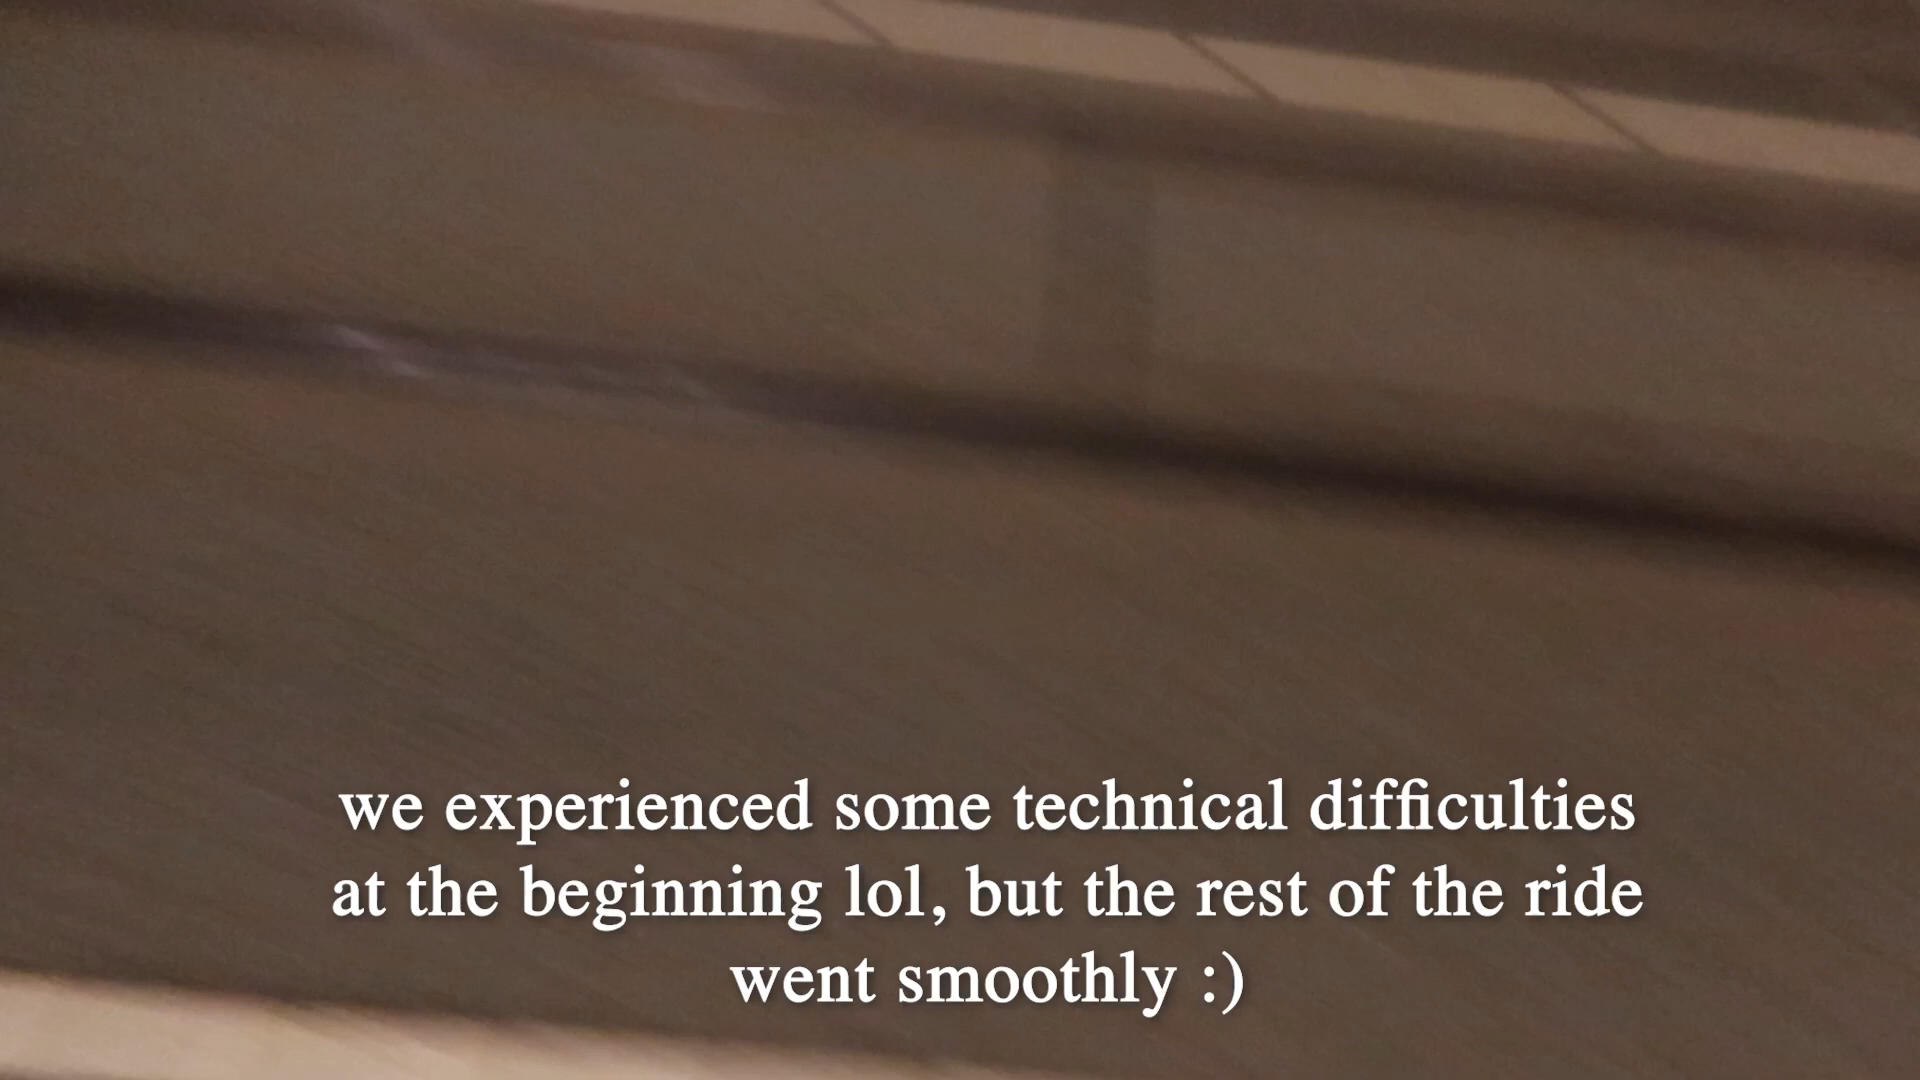 we experienced some technical difficulties
at the beginning lol, but the rest of the ride
went smoothly :)